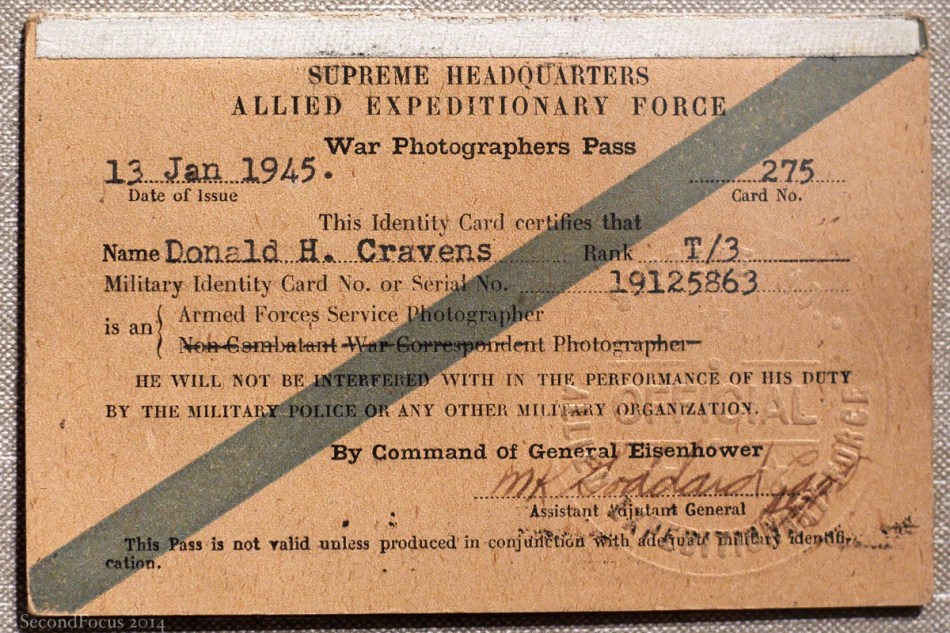 SUPREME HEADQUARTERS
ALLIED EXPEDITIONARY FORCE
War Photographers Pass
13 Jan 1945. 275
Date of Issue Card No.
This Identity Card certifies that
Name Donald H. Cravens Rank T/3
Military Identity Card No. or Serial No. 19125863
is an { Armed Forces Service Photographer
Non-Combatant War Correspondent Photographer
HE WILL NOT BE INTERFERED WITH IN THE PERFORMANCE OF HIS DUTY
BY THE MILITARY POLICE OR ANY OTHER MILITARY ORGANIZATION.
OFFICIAL
By Command of General Eisenhower
Goddard
Assistant Adjutant General
This Pass is not valid unless produced in conjunction with adequate military identifi-
cation.
SecondFocus 2014